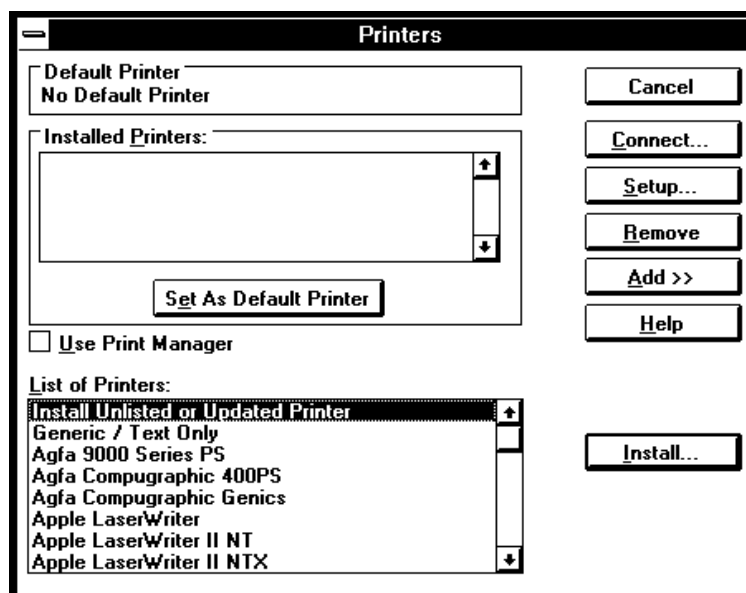 Printers
Default Printer
No Default Printer
Cancel
Installed Printers:
Connect...
Setup...
Remove
Add >>
Set As Default Printer
Help
Use Print Manager
List of Printers:
Install Unlisted or Updated Printer
Generic / Text Only
Agfa 9000 Series PS
Install...
Agfa Compugraphic 400PS
Agfa Compugraphic Genics
Apple LaserWriter
Apple LaserWriter II NT
Apple LaserWriter II NTX